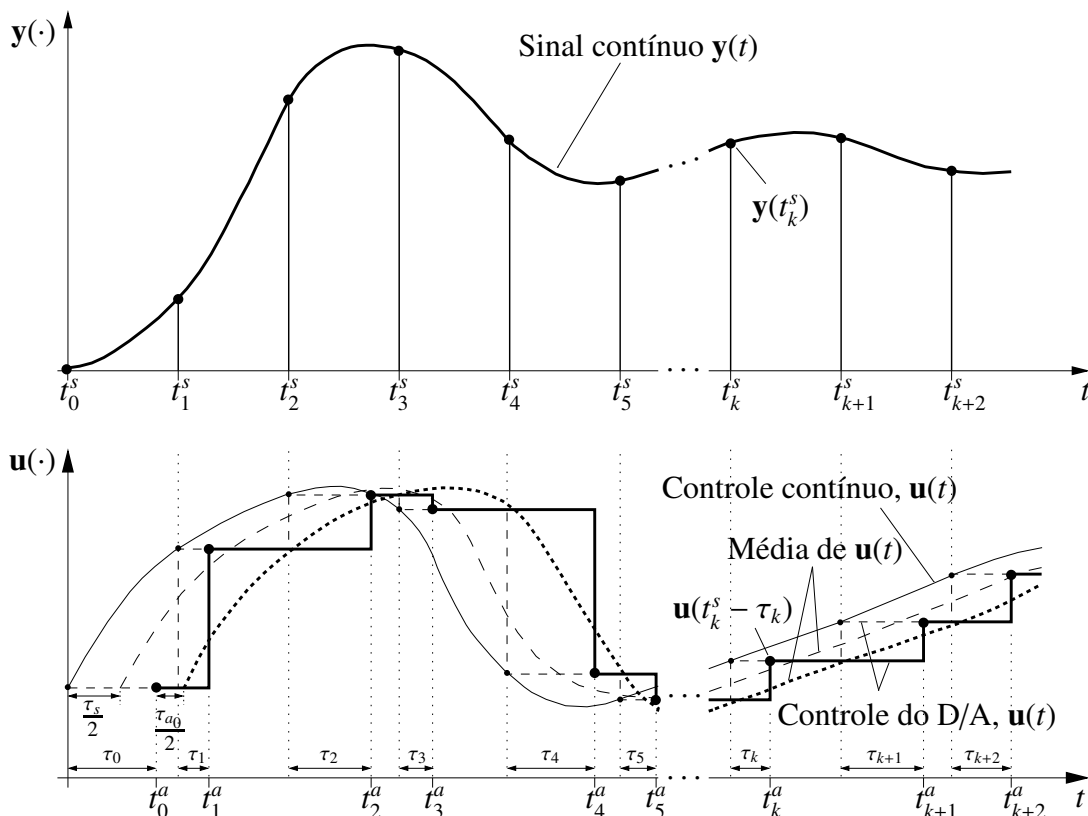 y(·)
Sinal contínuo y(t)
· · ·
y(t_k^s)
t_0^s t_1^s t_2^s t_3^s t_4^s t_5^s · · · t_k^s t_{k+1}^s t_{k+2}^s t
u(·)
Controle contínuo, u(t)
Média de u(t)
u(t_k^s − τ_k)
τ_s/2 τ_{a_0}/2
· · ·
Controle do D/A, u(t)
τ_0 τ_1 τ_2 τ_3 τ_4 τ_5 τ_k τ_{k+1} τ_{k+2}
t_0^a t_1^a t_2^a t_3^a t_4^a t_5^a · · · t_k^a t_{k+1}^a t_{k+2}^a t